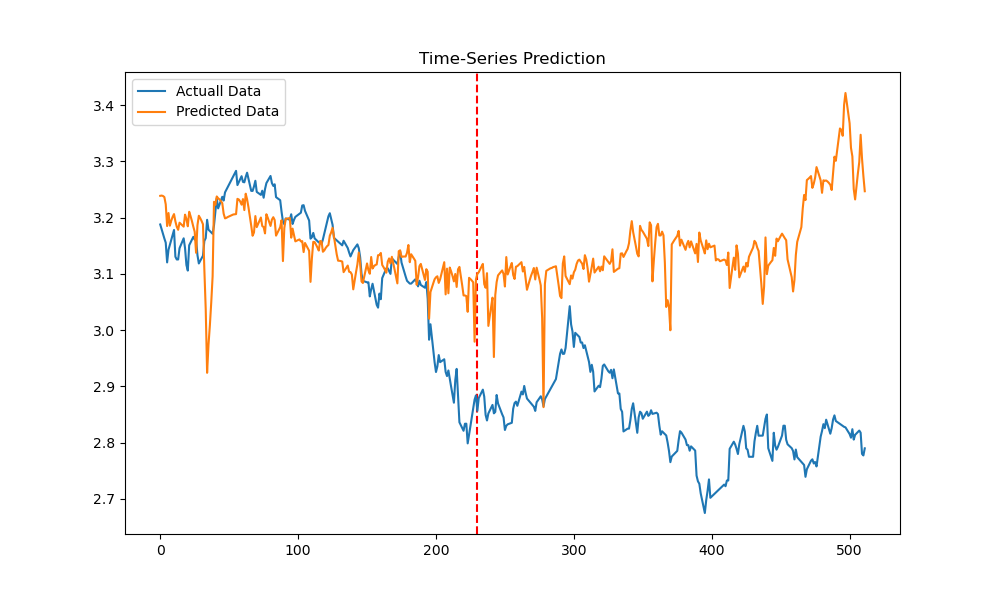 Time-Series Prediction
Actuall Data
Predicted Data
3.4
3.3
3.2
3.1
3.0
2.9
2.8
2.7
0 100 200 300 400 500